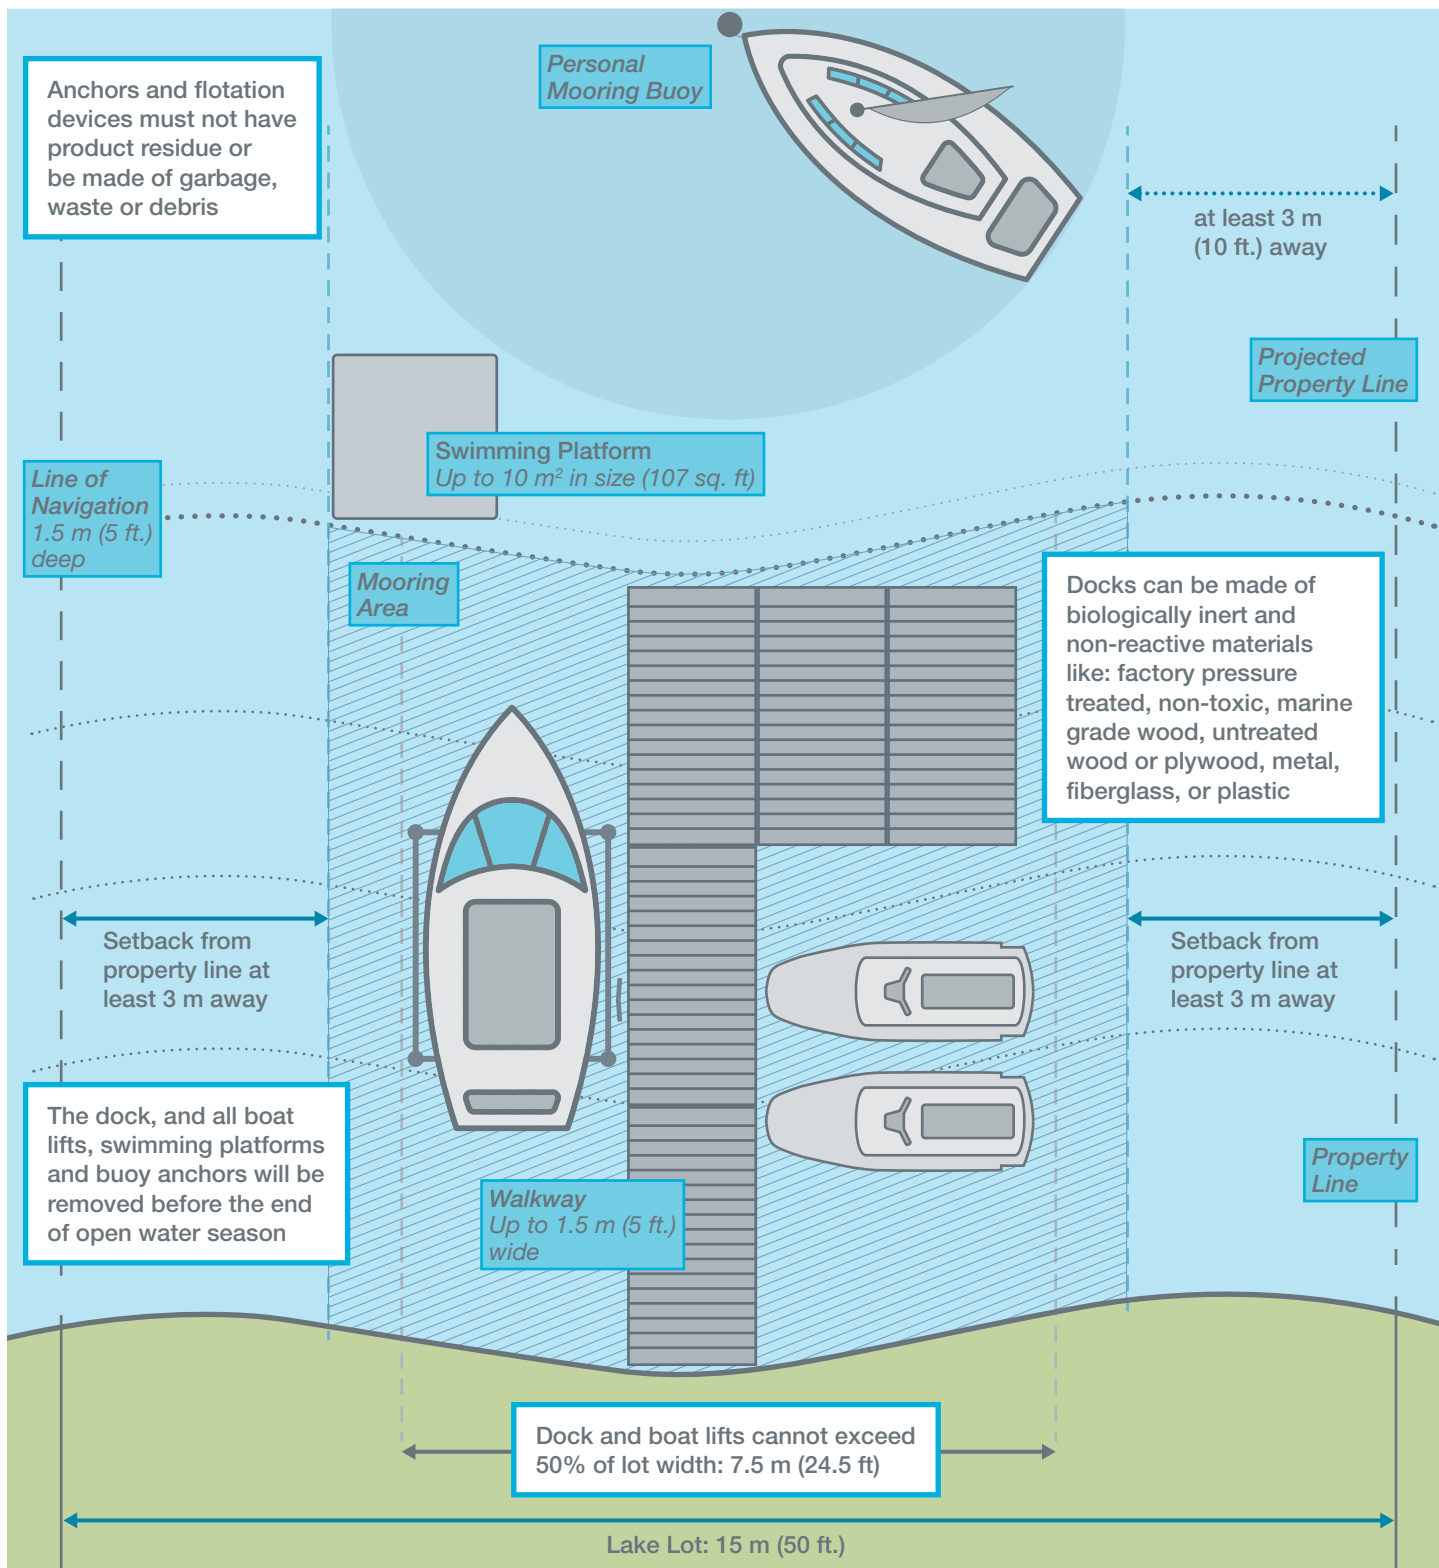 Personal
Mooring Buoy
Anchors and flotation
devices must not have
product residue or
be made of garbage,
waste or debris
at least 3 m
(10 ft.) away
Projected
Property Line
Swimming Platform
Up to 10 m² in size (107 sq. ft)
Line of
Navigation
1.5 m (5 ft.)
deep
Mooring
Area
Docks can be made of
biologically inert and
non-reactive materials
like: factory pressure
treated, non-toxic, marine
grade wood, untreated
wood or plywood, metal,
fiberglass, or plastic
Setback from
property line at
least 3 m away
Setback from
property line at
least 3 m away
The dock, and all boat
lifts, swimming platforms
and buoy anchors will be
removed before the end
of open water season
Property
Line
Walkway
Up to 1.5 m (5 ft.)
wide
Dock and boat lifts cannot exceed
50% of lot width: 7.5 m (24.5 ft)
Lake Lot: 15 m (50 ft.)